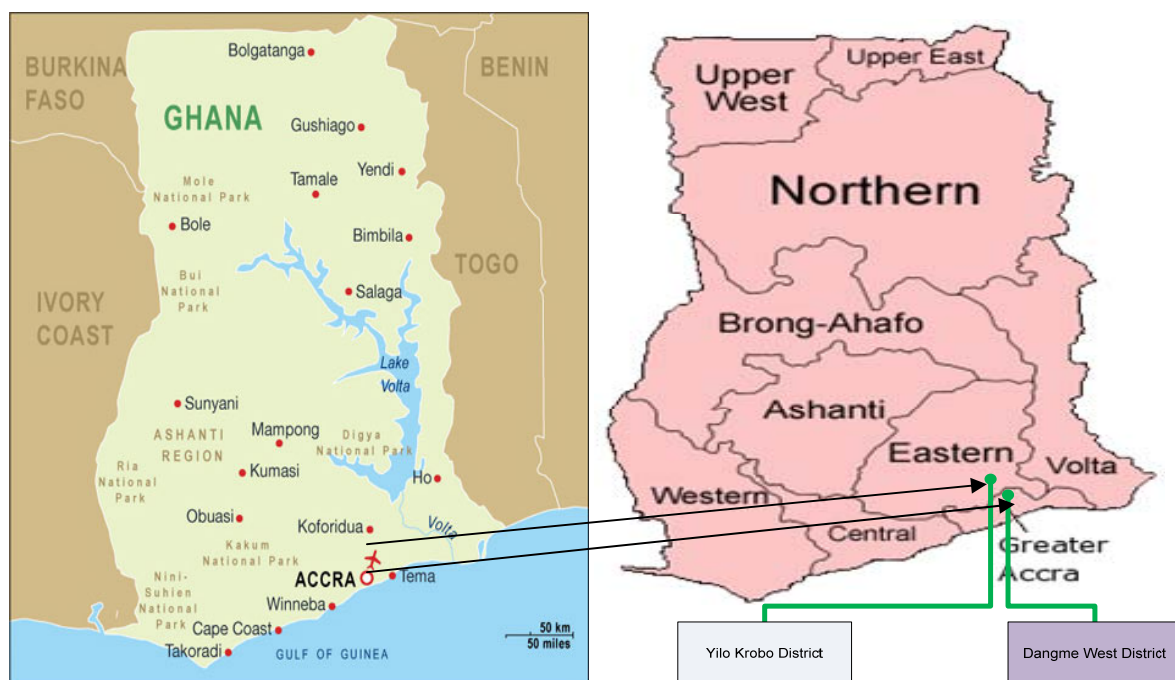 BURKINA
FASO
BENIN
GHANA
Bolgatanga
Gushiago
Yendi
Tamale
Mole
National Park
Bole
Bimbila
TOGO
Bui
National
Park
Salaga
IVORY
COAST
Lake
Volta
Sunyani
ASHANTI
REGION
Mampong
Digya
National Park
Kumasi
Ria
National
Park
Ho
Obuasi
Koforidua
Volta
Kakum
National Park
ACCRA
Tema
Nini-
Suhien
National
Park
Winneba
Cape Coast
Takoradi
GULF OF GUINEA
50 km
50 miles
Upper
West
Upper East
Northern
Brong-Ahafo
Ashanti
Eastern
Volta
Western
Central
Greater
Accra
Yilo Krobo District
Dangme West District